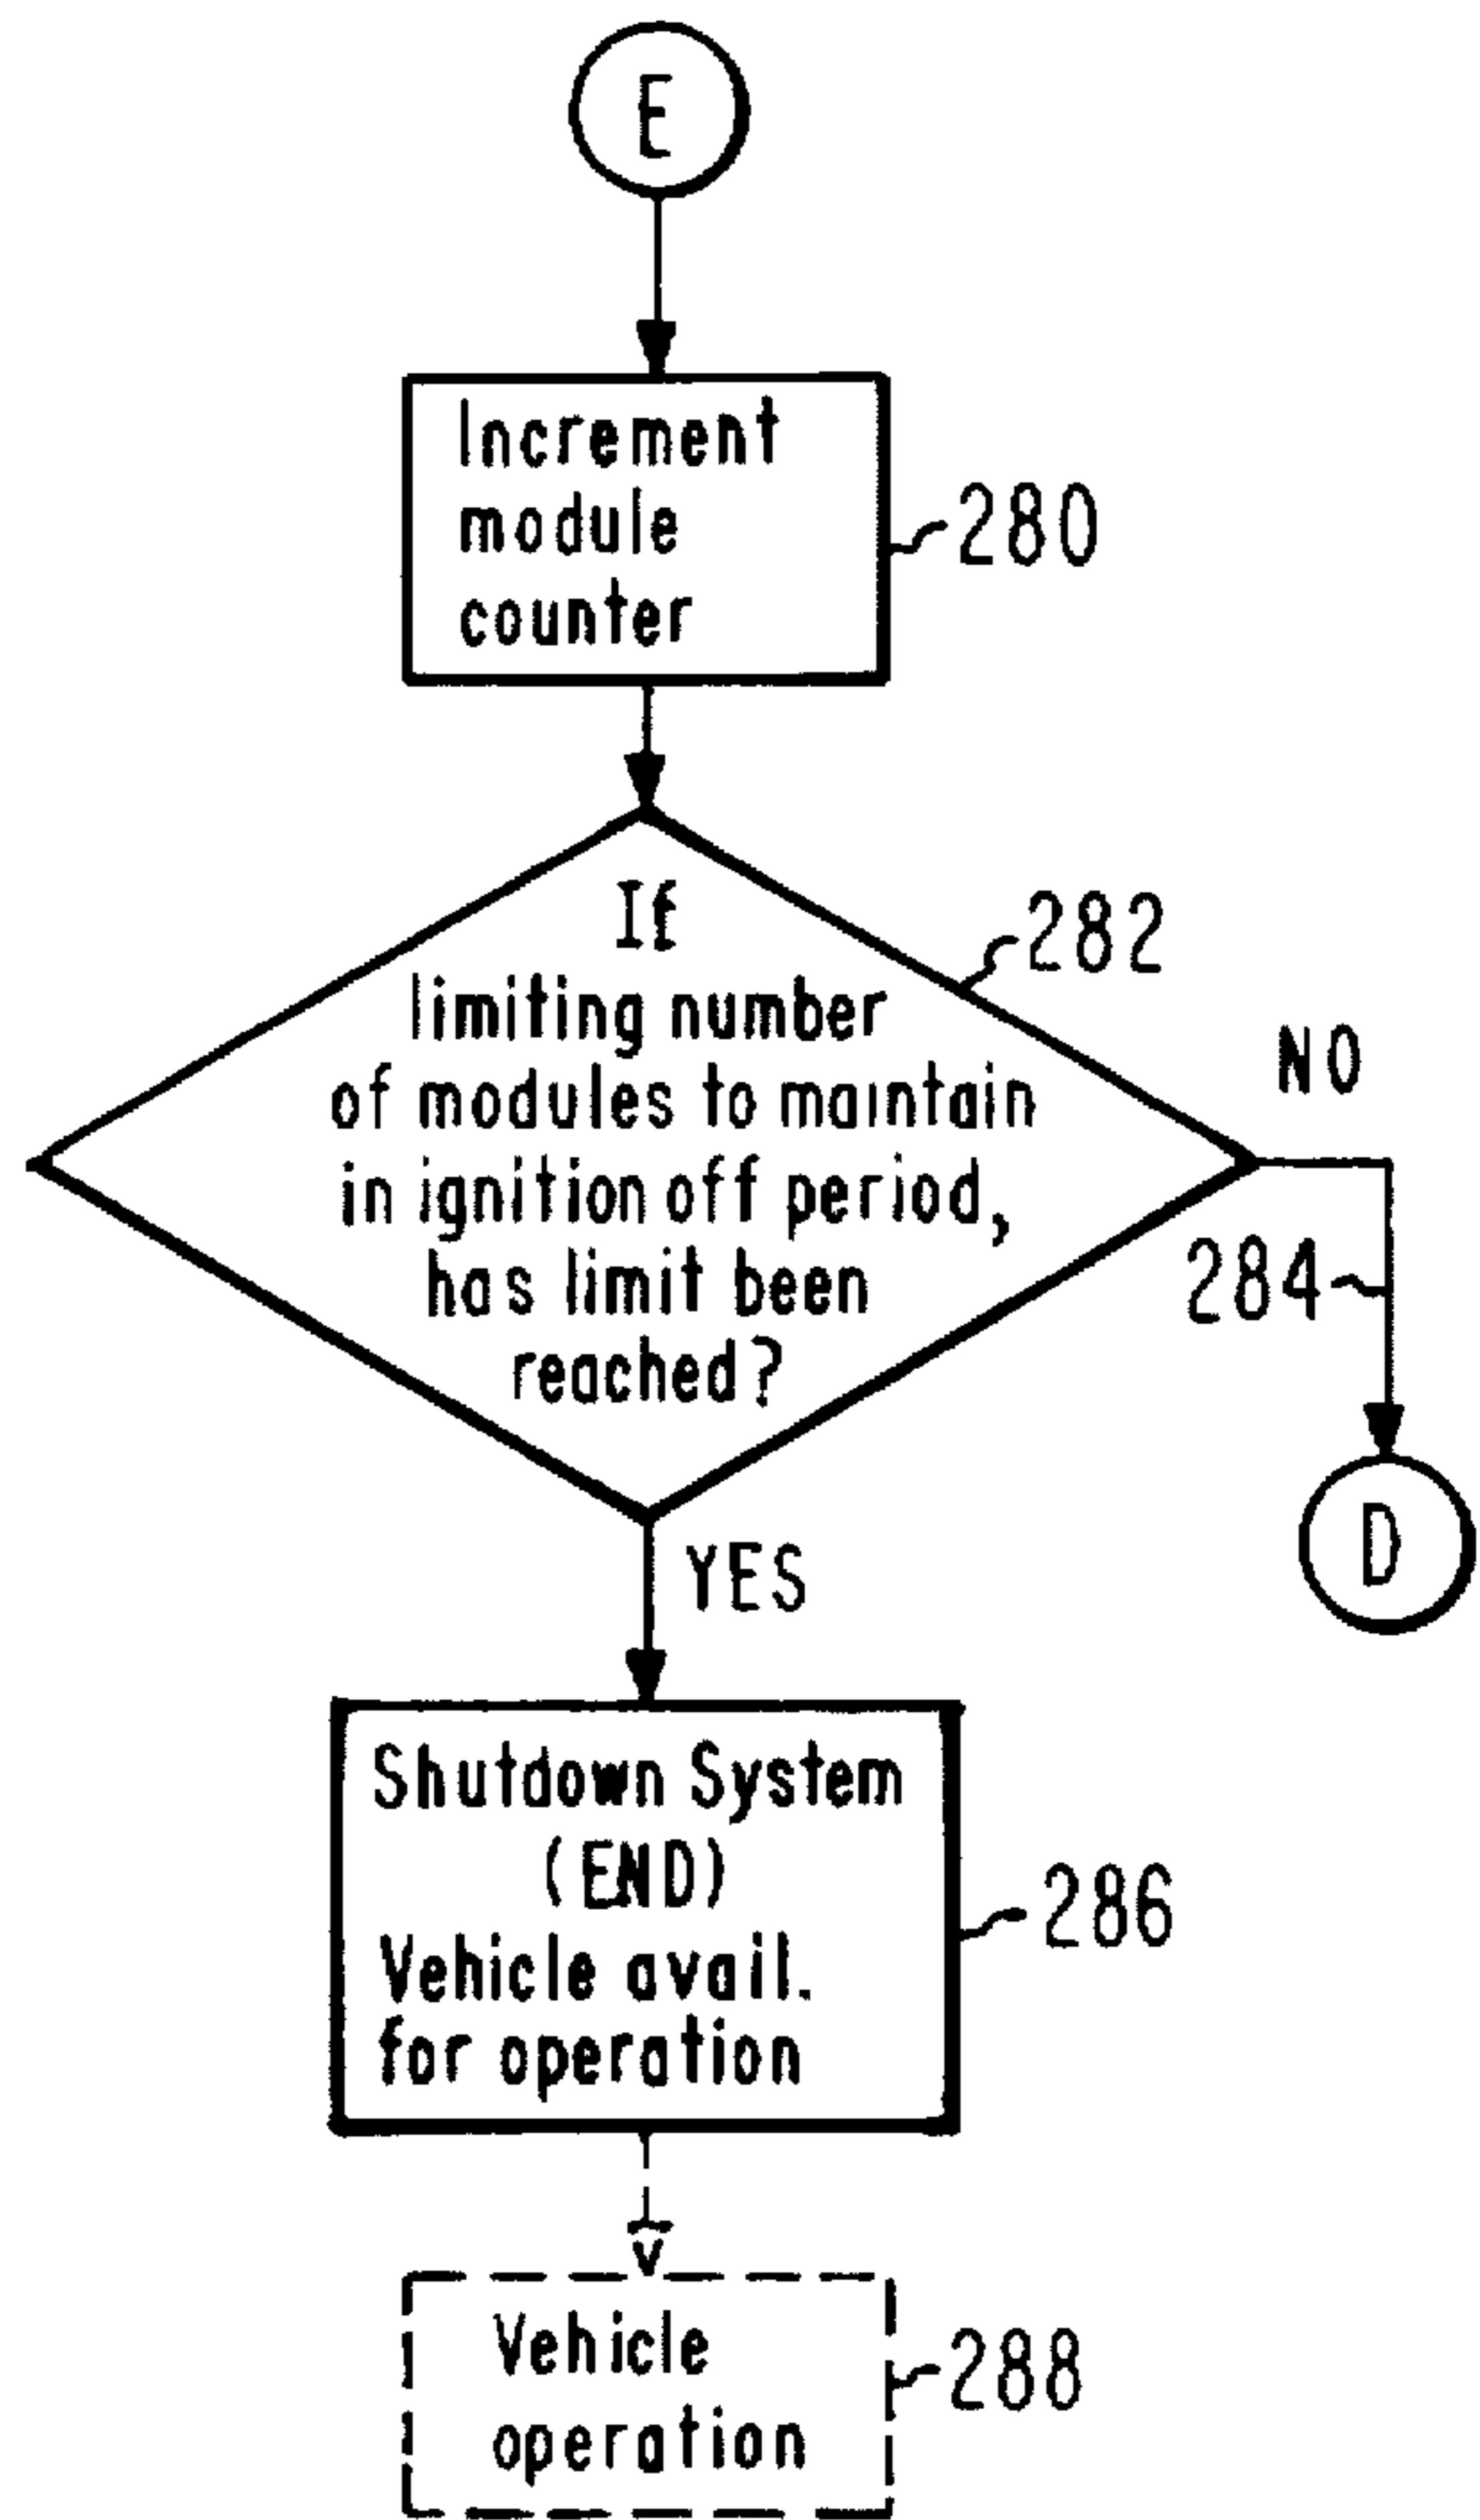 E
Increment
module
counter
280
If
limiting number
of modules to maintain
in ignition off period,
has limit been
reached?
282
NO
284
D
YES
Shutdown System
(END)
Vehicle avail.
for operation
286
Vehicle
operation
288